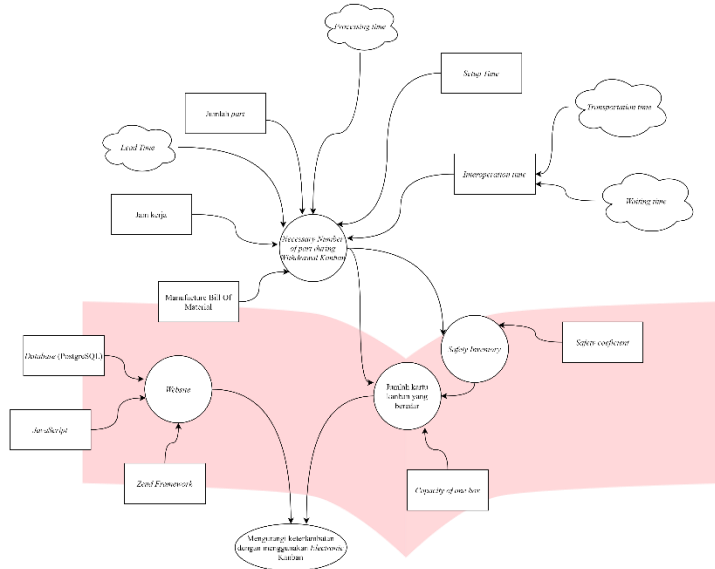 Processing time
Setup Time
Jumlah part
Transportation time
Lead Time
Interoperation time
Waiting time
Jam kerja
Necessary Number
of part during
Withdrawal Kanban
Manufacture Bill Of
Material
Safety Inventory
Safety coeficient
Database (PostgreSQL)
Website
Jumlah kartu
kanban yang
beredar
JavaScript
Zend Framework
Capacity of one box
Mengurangi keterlambatan
dengan menggunakan Electronic
Kanban